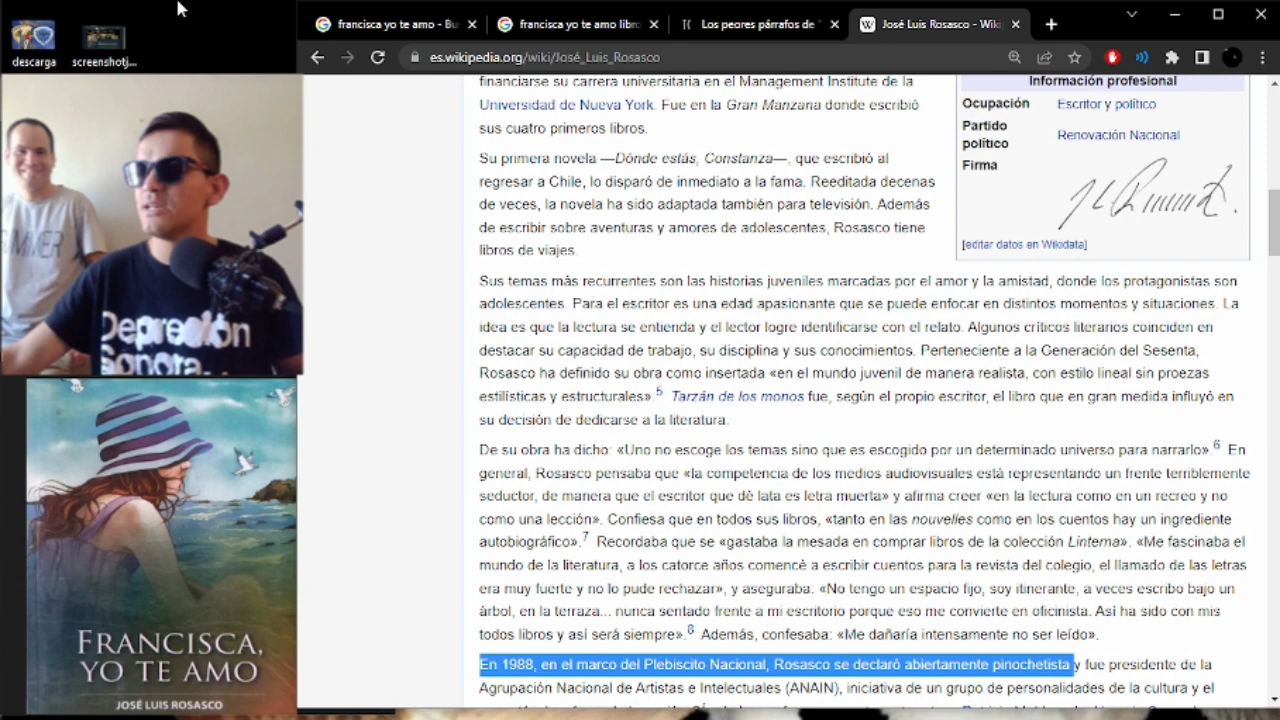 descarga
screenshotj...
francisca yo te amo - Bu
francisca yo te amo libro
Los peores párrafos de "
José Luis Rosasco - Wiki
es.wikipedia.org/wiki/José_Luis_Rosasco
financiarse su carrera universitaria en el Management Institute de la
Universidad de Nueva York. Fue en la Gran Manzana donde escribió
sus cuatro primeros libros.
Su primera novela —Dónde estás, Constanza—, que escribió al
regresar a Chile, lo disparó de inmediato a la fama. Reeditada decenas
de veces, la novela ha sido adaptada también para televisión. Además
de escribir sobre aventuras y amores de adolescentes, Rosasco tiene
libros de viajes.
Información profesional
Ocupación Escritor y político
Partido
político Renovación Nacional
Firma
[editar datos en Wikidata]
Sus temas más recurrentes son las historias juveniles marcadas por el amor y la amistad, donde los protagonistas son
adolescentes. Para el escritor es una edad apasionante que se puede enfocar en distintos momentos y situaciones. La
idea es que la lectura se entienda y el lector logre identificarse con el relato. Algunos críticos literarios coinciden en
destacar su capacidad de trabajo, su disciplina y sus conocimientos. Perteneciente a la Generación del Sesenta,
Rosasco ha definido su obra como insertada «en el mundo juvenil de manera realista, con estilo lineal sin proezas
estilísticas y estructurales».5 Tarzán de los monos fue, según el propio escritor, el libro que en gran medida influyó en
su decisión de dedicarse a la literatura.
De su obra ha dicho: «Uno no escoge los temas sino que es escogido por un determinado universo para narrarlo» 6 En
general, Rosasco pensaba que «la competencia de los medios audiovisuales está representando un frente terriblemente
seductor, de manera que el escritor que dé lata es letra muerta» y afirma creer «en la lectura como en un recreo y no
como una lección». Confiesa que en todos sus libros, «tanto en las nouvelles como en los cuentos hay un ingrediente
autobiográfico».7 Recordaba que se «gastaba la mesada en comprar libros de la colección Linterna». «Me fascinaba el
mundo de la literatura, a los catorce años comencé a escribir cuentos para la revista del colegio, el llamado de las letras
era muy fuerte y no lo pude rechazar», y aseguraba: «No tengo un espacio fijo, soy itinerante, a veces escribo bajo un
árbol, en la terraza... nunca sentado frente a mi escritorio porque eso me convierte en oficinista. Así ha sido con mis
todos libros y así será siempre».8 Además, confesaba: «Me dañaría intensamente no ser leído».
En 1988, en el marco del Plebiscito Nacional, Rosasco se declaró abiertamente pinochetista y fue presidente de la
Agrupación Nacional de Artistas e Intelectuales (ANAIN), iniciativa de un grupo de personalidades de la cultura y el
Depresión
Sonora
FRANCISCA,
YO TE AMO
JOSÉ LUIS ROSASCO